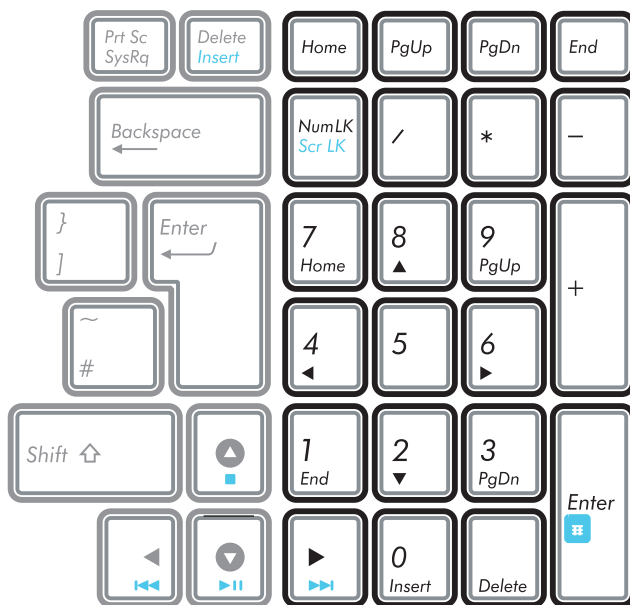 Prt Sc
SysRq
Delete
Insert
Home
PgUp
PgDn
End
Backspace
NumLK
Scr LK
/
*
-
}
]
Enter
7
Home
8
9
PgUp
+
~
#
4
5
6
Shift
1
End
2
3
PgDn
Enter
0
Insert
Delete